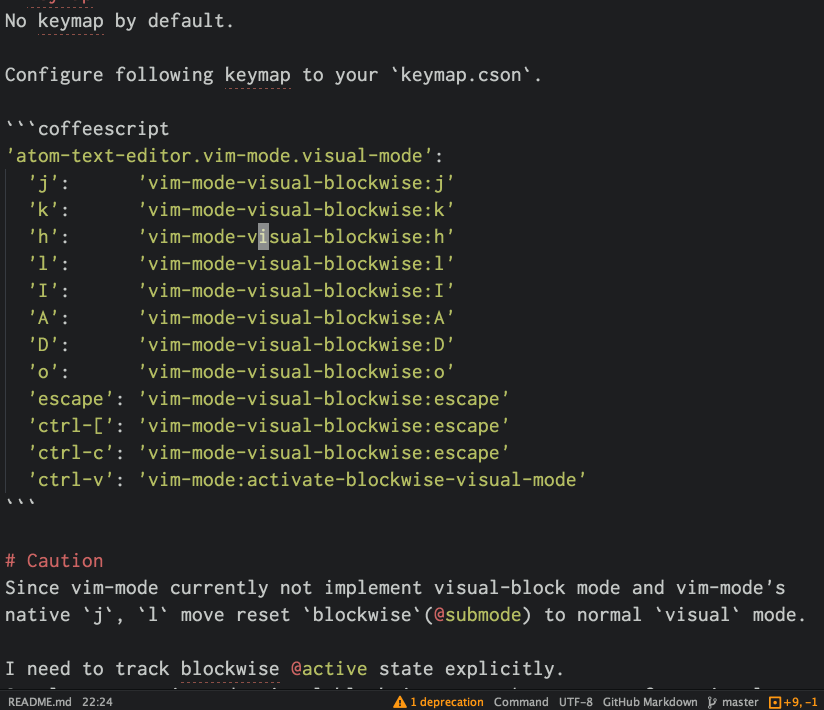 No keymap by default.
Configure following keymap to your `keymap.cson`.
```coffeescript
'atom-text-editor.vim-mode.visual-mode':
  'j':      'vim-mode-visual-blockwise:j'
  'k':      'vim-mode-visual-blockwise:k'
  'h':      'vim-mode-visual-blockwise:h'
  'l':      'vim-mode-visual-blockwise:l'
  'I':      'vim-mode-visual-blockwise:I'
  'A':      'vim-mode-visual-blockwise:A'
  'D':      'vim-mode-visual-blockwise:D'
  'o':      'vim-mode-visual-blockwise:o'
  'escape': 'vim-mode-visual-blockwise:escape'
  'ctrl-[': 'vim-mode-visual-blockwise:escape'
  'ctrl-c': 'vim-mode-visual-blockwise:escape'
  'ctrl-v': 'vim-mode:activate-blockwise-visual-mode'
```
# Caution
Since vim-mode currently not implement visual-block mode and vim-mode's
native `j`, `l` move reset `blockwise`(@submode) to normal `visual` mode.
I need to track blockwise @active state explicitly.
README.md 22:24 1 deprecation Command UTF-8 GitHub Markdown master +9, -1